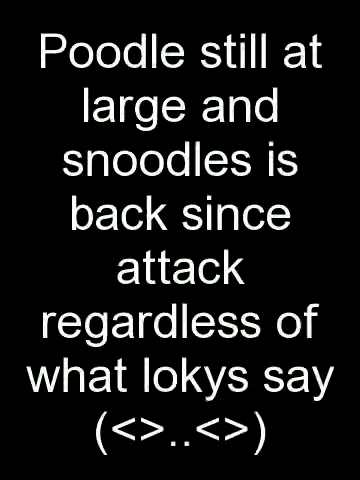 Poodle still at
large and
snoodles is
back since
attack
regardless of
what lokys say
(<>..<>)